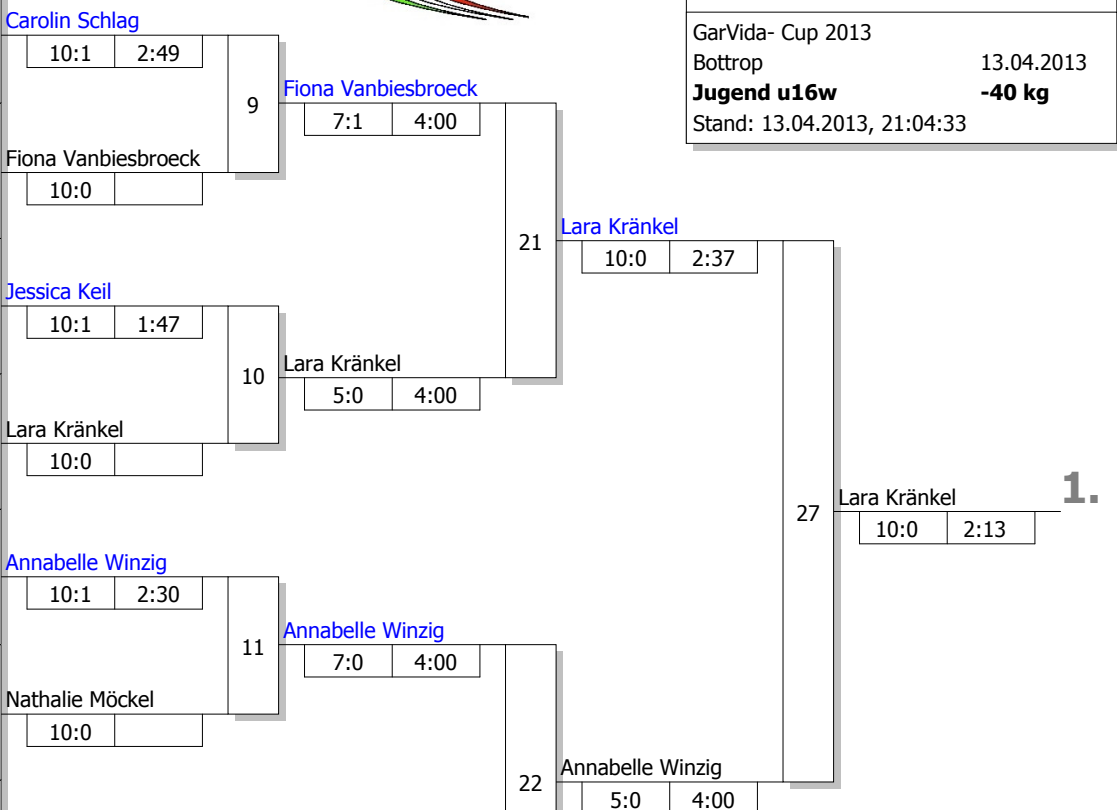 GarVida- Cup 2013
Bottrop 13.04.2013
Jugend u16w -40 kg
Stand: 13.04.2013, 21:04:33
Carolin Schlag
10:1 2:49
9
Fiona Vanbiesbroeck
7:1 4:00
Fiona Vanbiesbroeck
10:0
21
Lara Kränkel
10:0 2:37
Jessica Keil
10:1 1:47
10
Lara Kränkel
5:0 4:00
Lara Kränkel
10:0
27
Lara Kränkel 1.
10:0 2:13
Annabelle Winzig
10:1 2:30
11
Annabelle Winzig
7:0 4:00
Nathalie Möckel
10:0
22
Annabelle Winzig
5:0 4:00